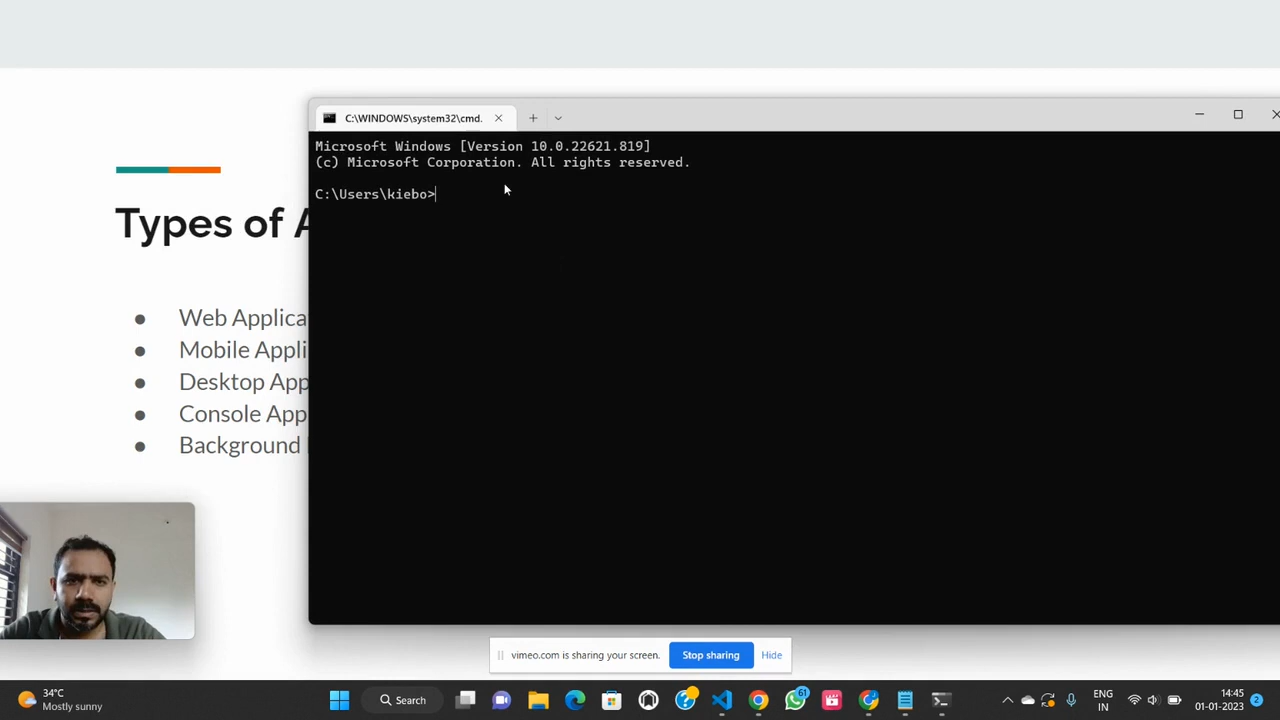 C:\WINDOWS\system32\cmd.
Microsoft Windows [Version 10.0.22621.819]
(c) Microsoft Corporation. All rights reserved.
C:\Users\kiebo>
Types of A
Web Applica
Mobile Appli
Desktop App
Console App
Background
vimeo.com is sharing your screen.
Stop sharing
Hide
34°C
Mostly sunny
Search
61
ENG
IN
14:45
01-01-2023
2